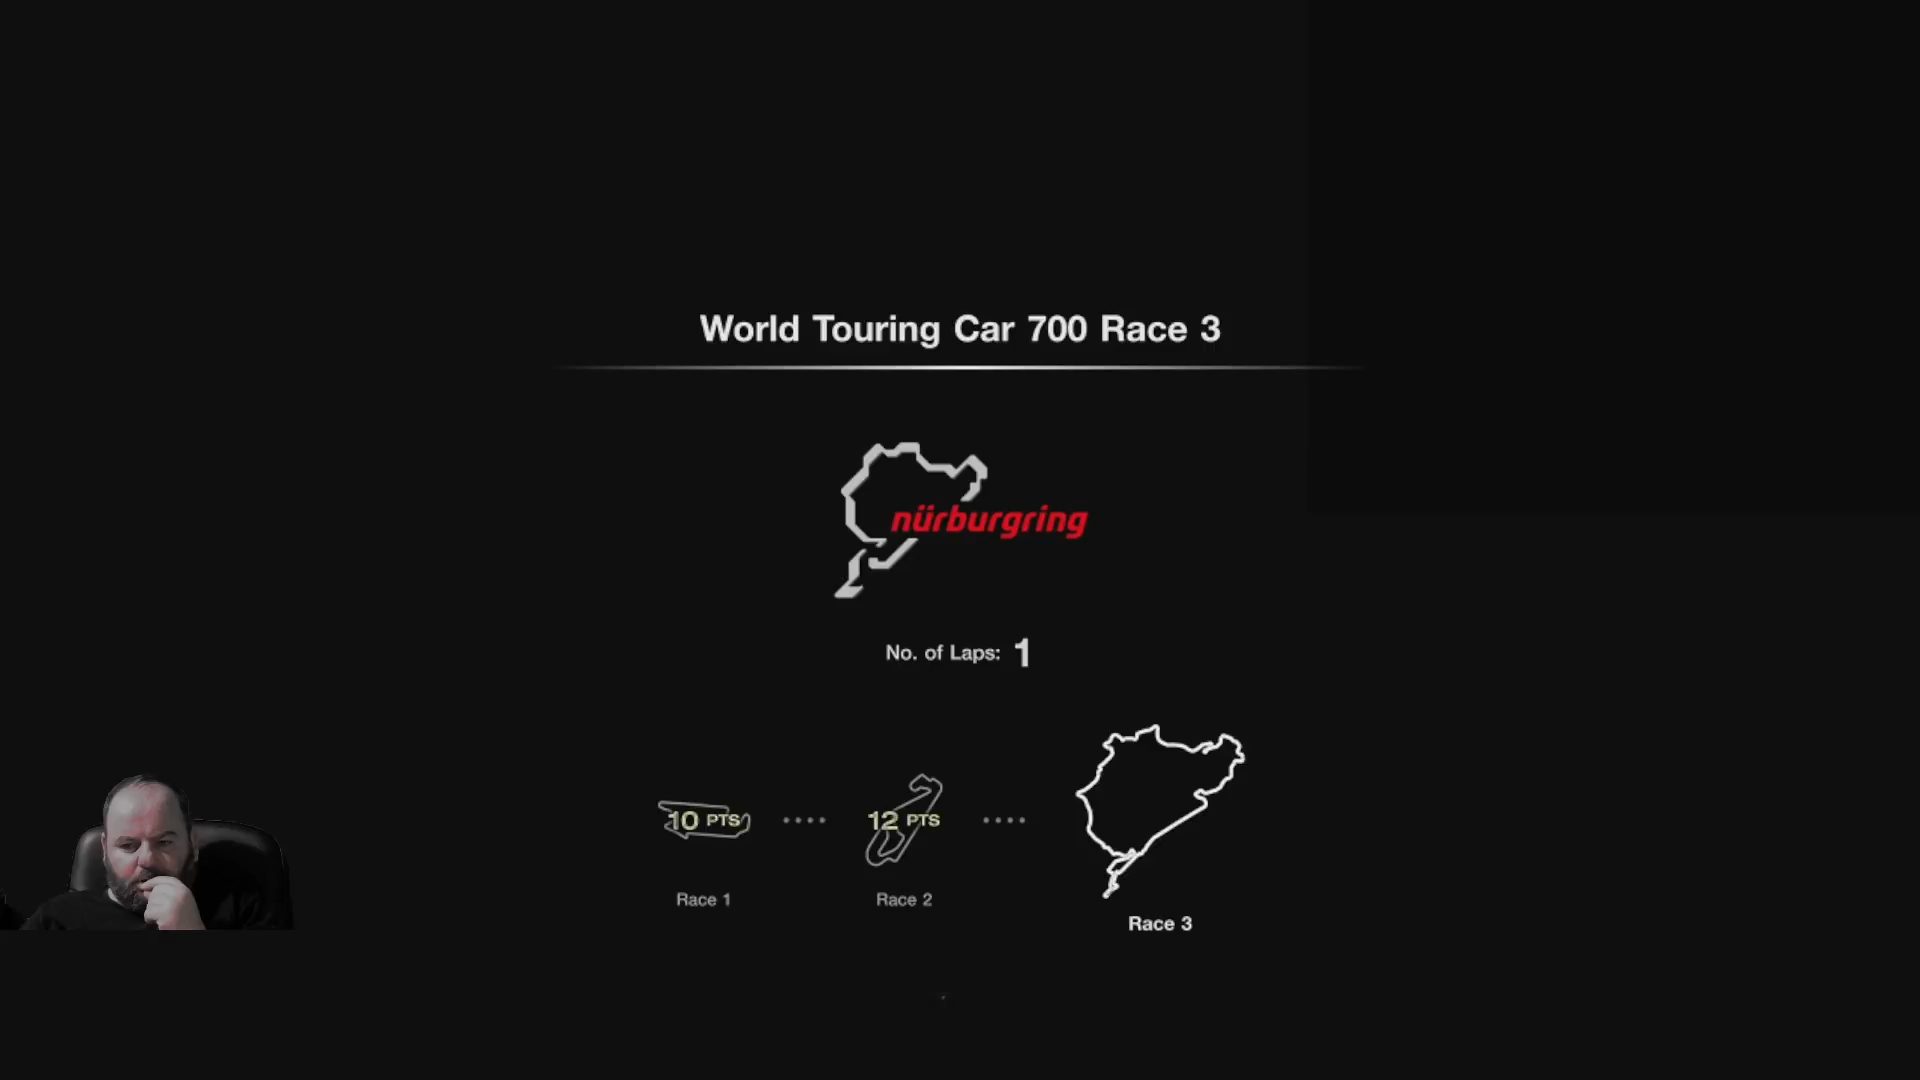 World Touring Car 700 Race 3
nürburgring
No. of Laps: 1
10 PTS
12 PTS
Race 1
Race 2
Race 3